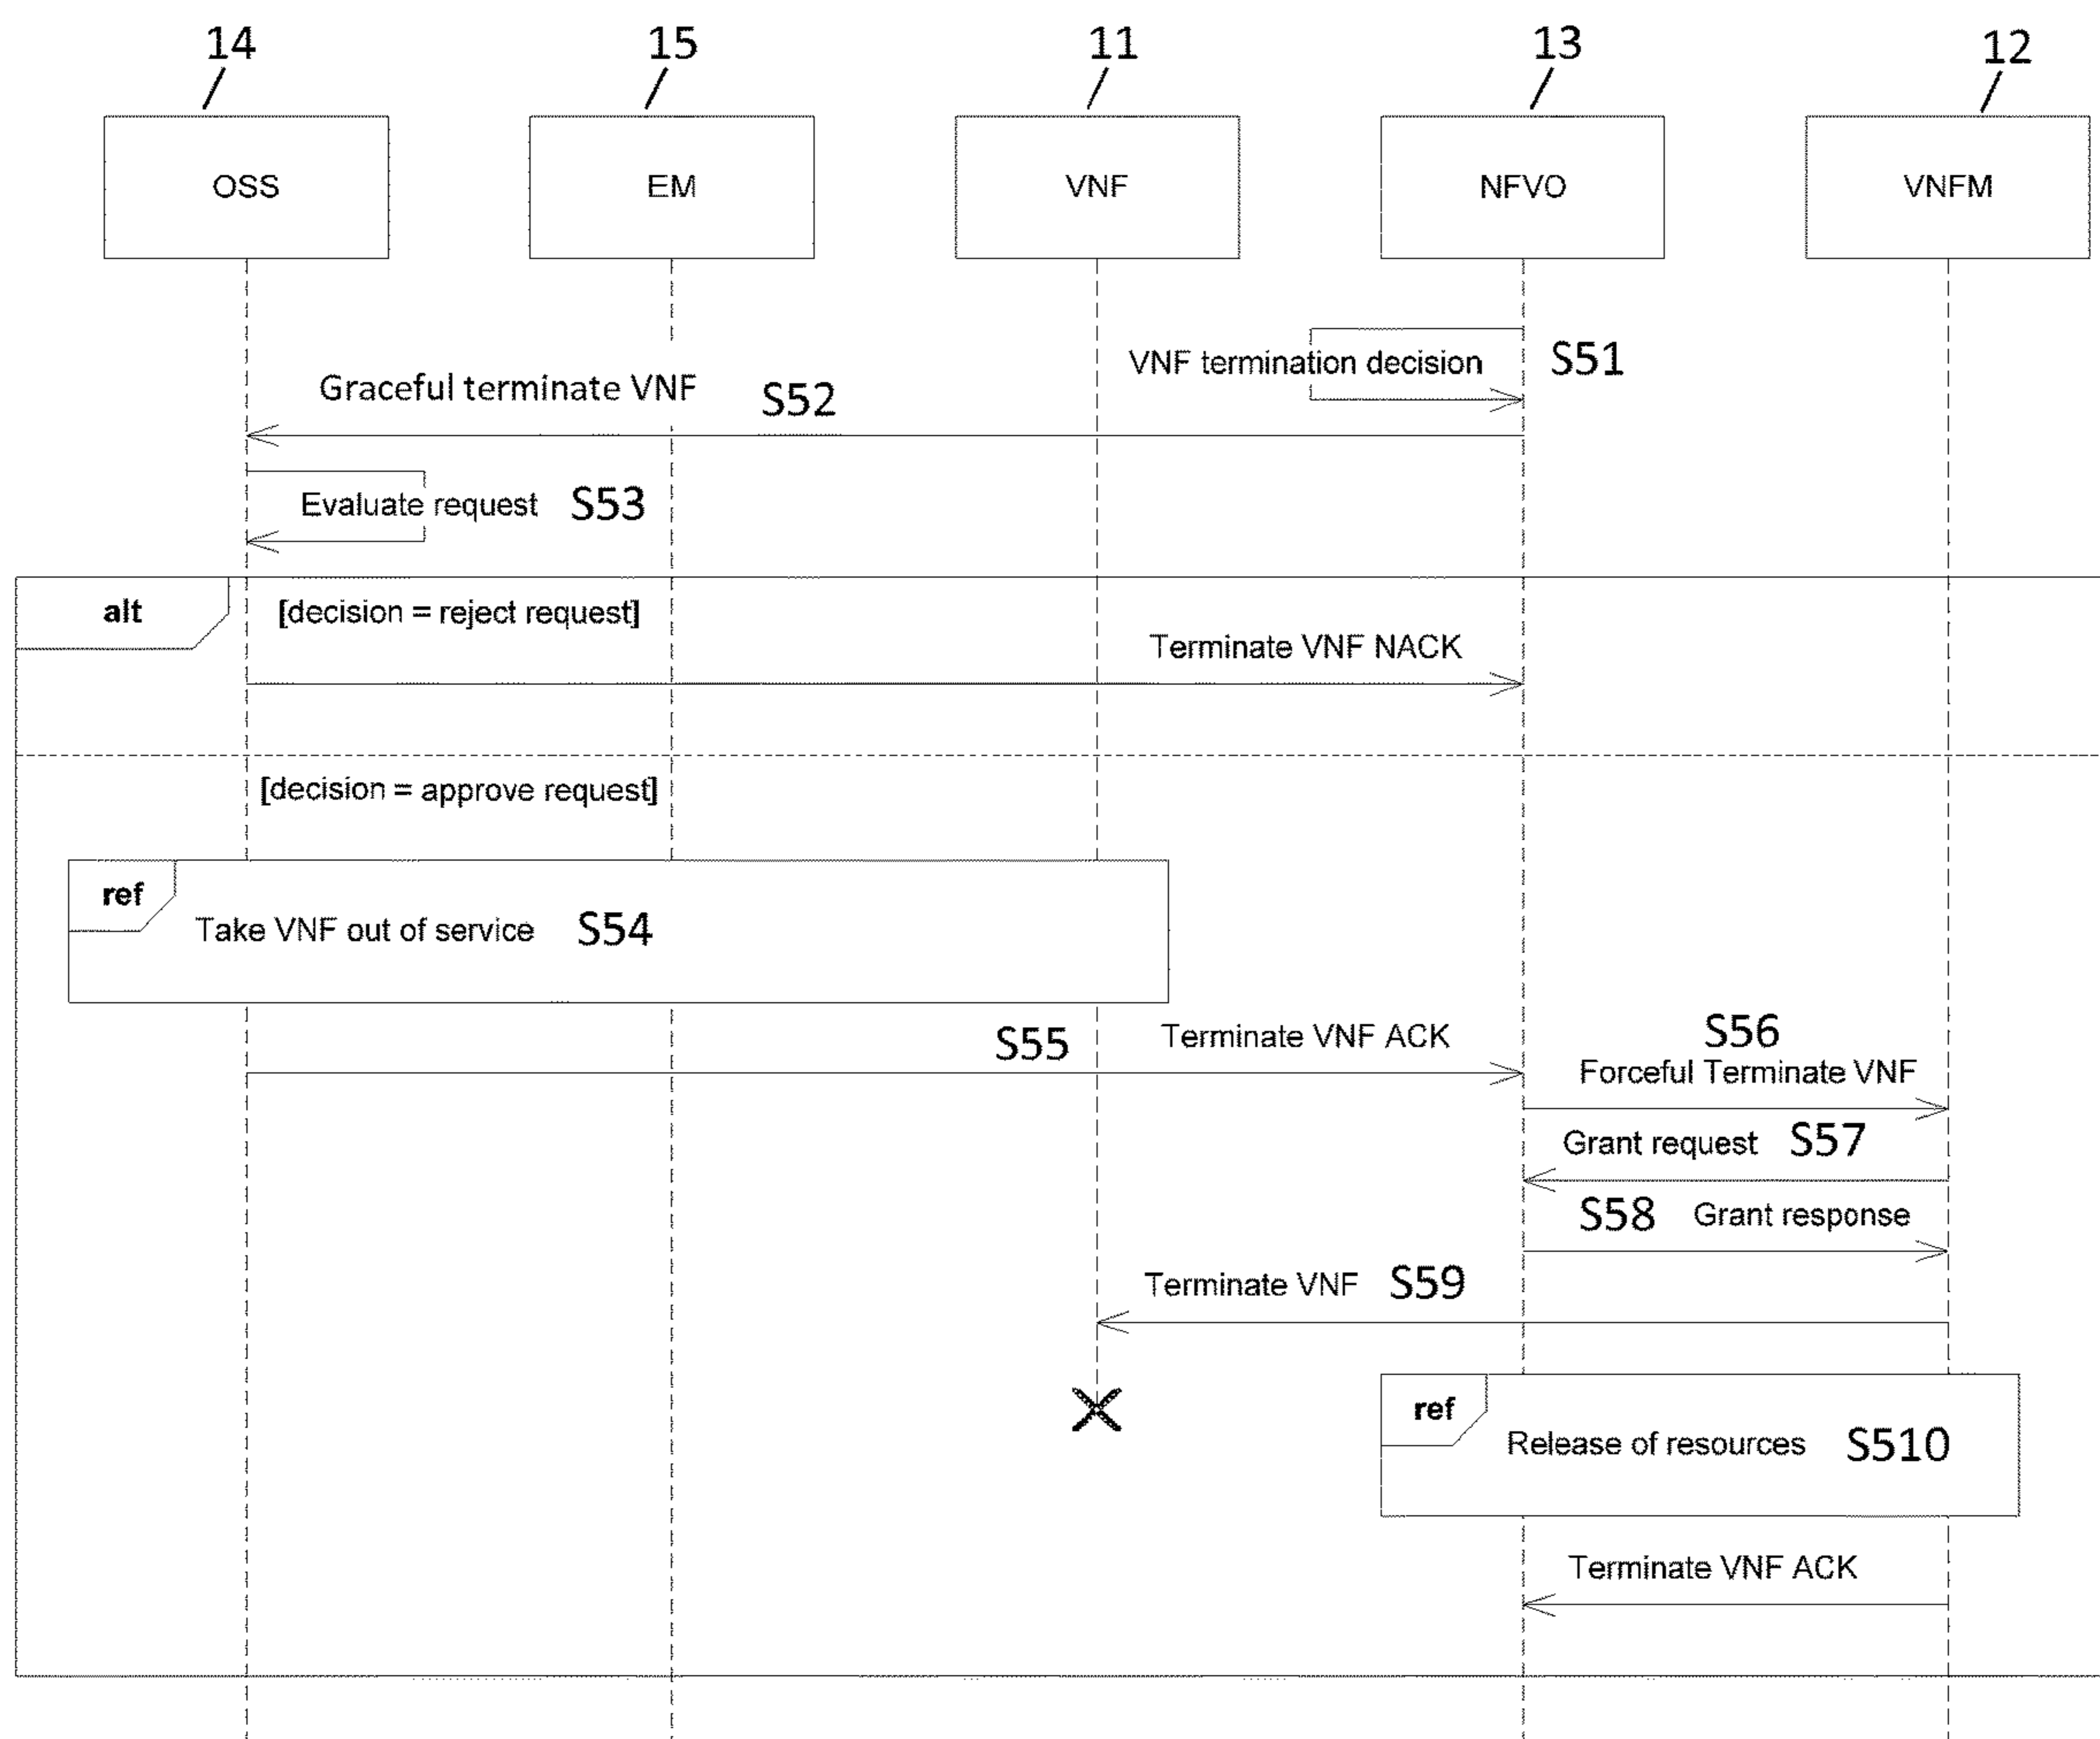 14 15 11 13 12
OSS EM VNF NFVO VNFM
VNF termination decision S51
Graceful terminate VNF S52
Evaluate request S53
alt [decision = reject request]
Terminate VNF NACK
[decision = approve request]
ref
Take VNF out of service S54
S55 Terminate VNF ACK
S56
Forceful Terminate VNF
Grant request S57
S58 Grant response
Terminate VNF S59
ref
Release of resources S510
Terminate VNF ACK